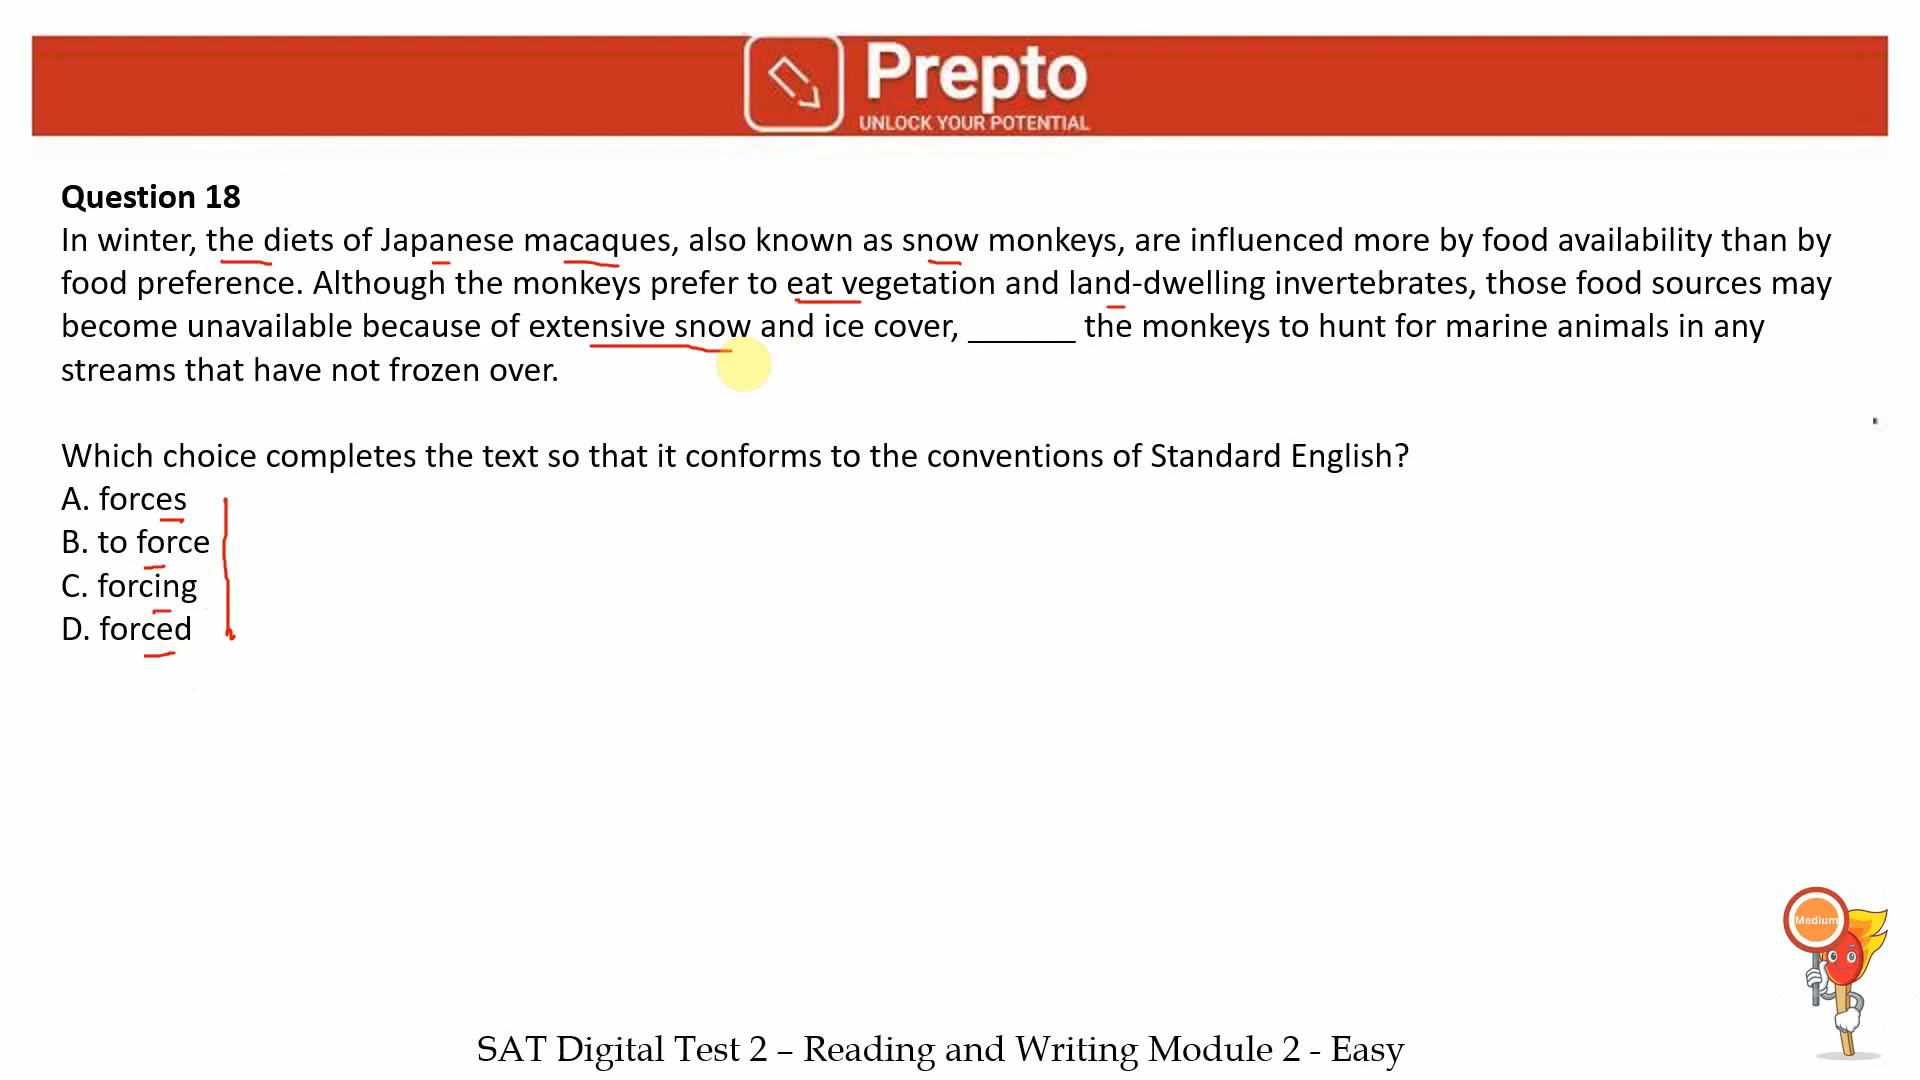 Prepto
UNLOCK YOUR POTENTIAL
Question 18
In winter, the diets of Japanese macaques, also known as snow monkeys, are influenced more by food availability than by
food preference. Although the monkeys prefer to eat vegetation and land-dwelling invertebrates, those food sources may
become unavailable because of extensive snow and ice cover, ______ the monkeys to hunt for marine animals in any
streams that have not frozen over.
Which choice completes the text so that it conforms to the conventions of Standard English?
A. forces
B. to force
C. forcing
D. forced
Medium
SAT Digital Test 2 – Reading and Writing Module 2 - Easy